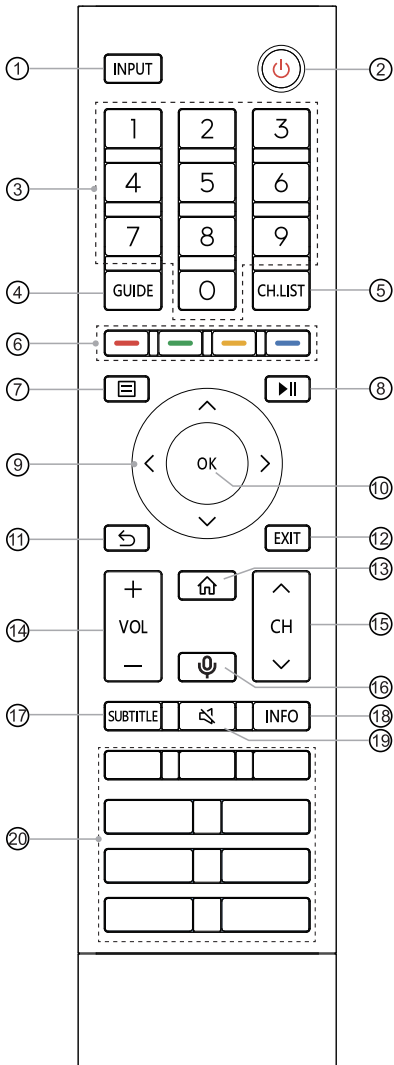 ① INPUT ②
1 2 3
③ 4 5 6
7 8 9
④ GUIDE 0 CH.LIST ⑤
⑥
⑦ ⑧
⑨ OK
⑩
⑪ EXIT ⑫
⑬
+
⑭ VOL CH ⑮
−
⑯
⑰ SUBTITLE INFO ⑱
⑲
⑳